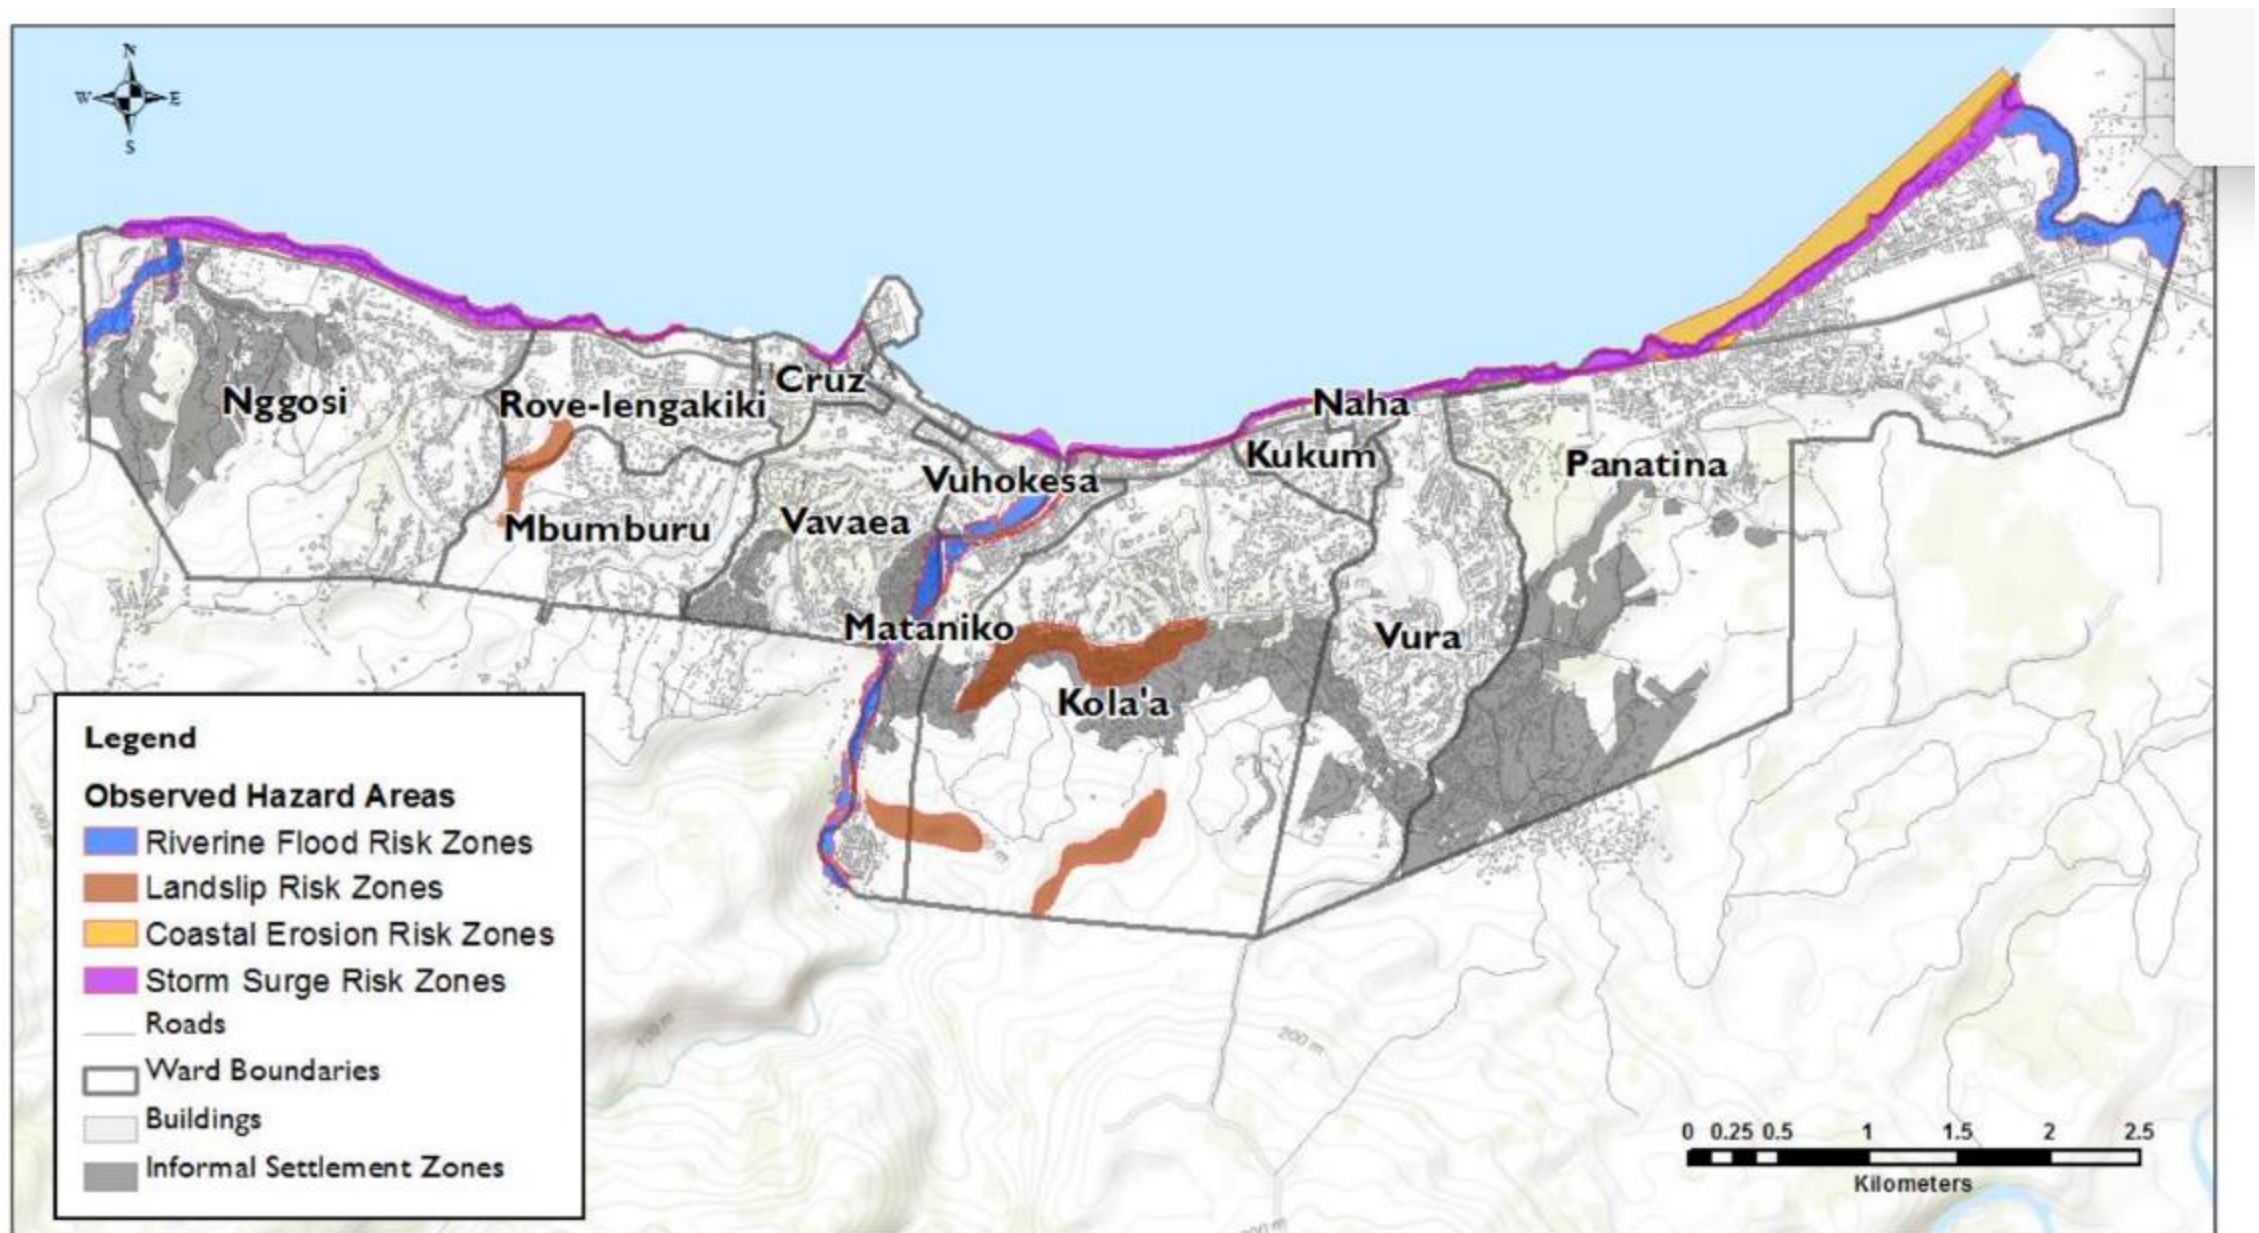 N
W E
S
Nggosi
Rove-lengakiki
Cruz
Naha
Kukum
Vuhokesa
Panatina
Mbumburu
Vavaea
Mataniko
Vura
Kola'a
Legend
Observed Hazard Areas
Riverine Flood Risk Zones
Landslip Risk Zones
Coastal Erosion Risk Zones
Storm Surge Risk Zones
Roads
Ward Boundaries
Buildings
Informal Settlement Zones
200 m
0 0.25 0.5 1 1.5 2 2.5
Kilometers